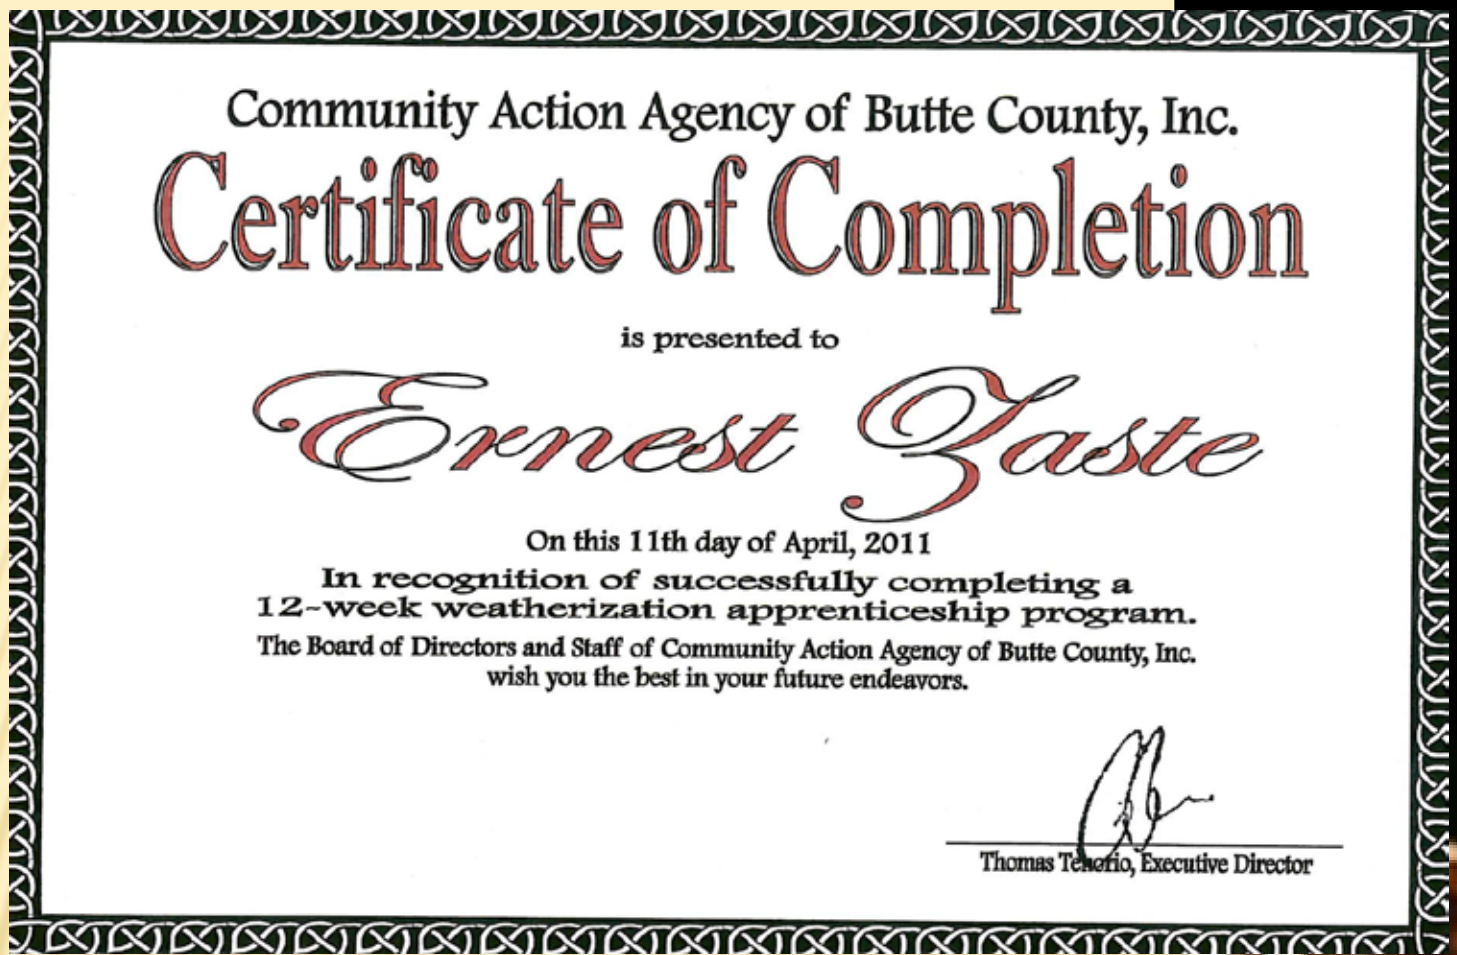 Community Action Agency of Butte County, Inc.
Certificate of Completion
is presented to
Ernest Zaste
On this 11th day of April, 2011
In recognition of successfully completing a
12-week weatherization apprenticeship program.
The Board of Directors and Staff of Community Action Agency of Butte County, Inc.
wish you the best in your future endeavors.
Thomas Tenorio, Executive Director